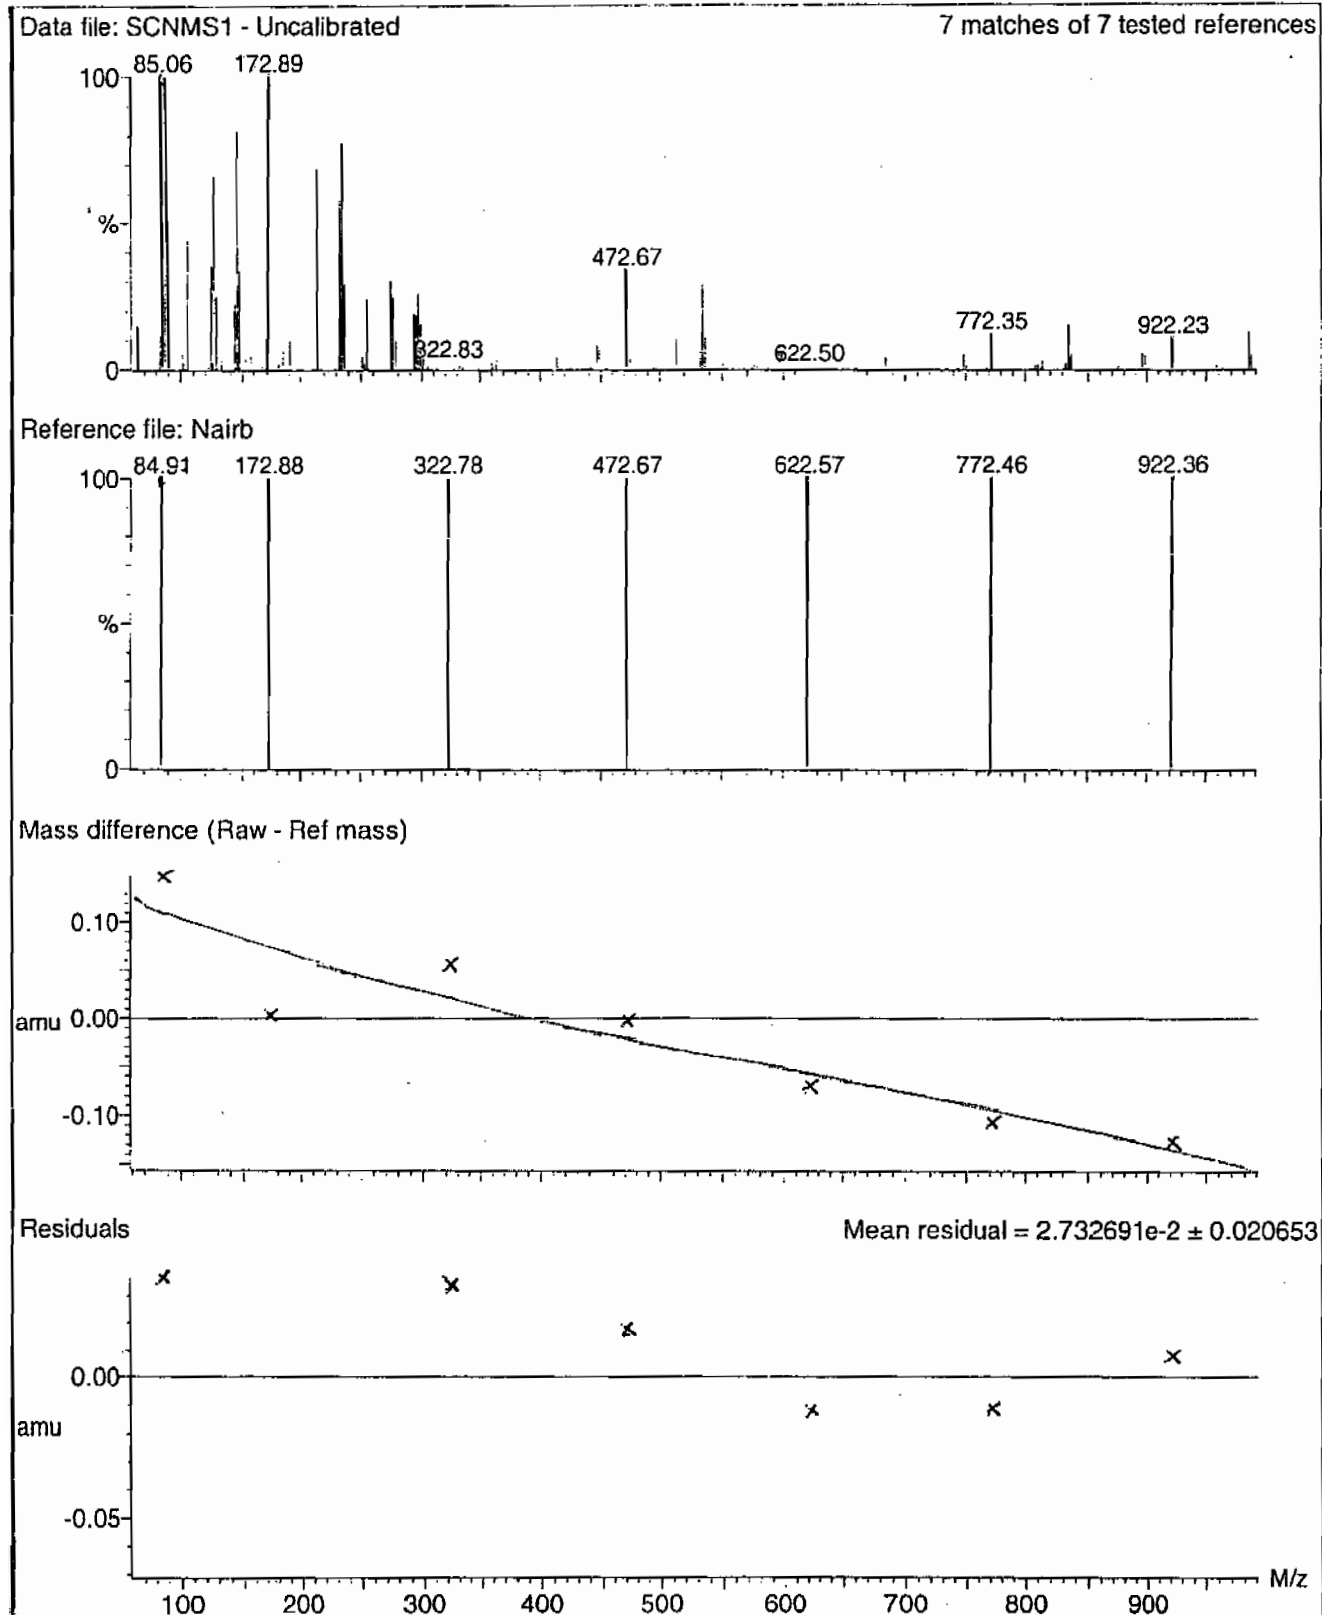 Data file: SCNMS1 - Uncalibrated
7 matches of 7 tested references
85.06 172.89
100
%
472.67
772.35
922.23
322.83
622.50
0
Reference file: Nairb
84.91 172.88 322.78 472.67 622.57 772.46 922.36
100
%
0
Mass difference (Raw - Ref mass)
0.10
amu 0.00
-0.10
Residuals
Mean residual = 2.732691e-2 ± 0.020653
0.00
amu
-0.05
M/z
100 200 300 400 500 600 700 800 900